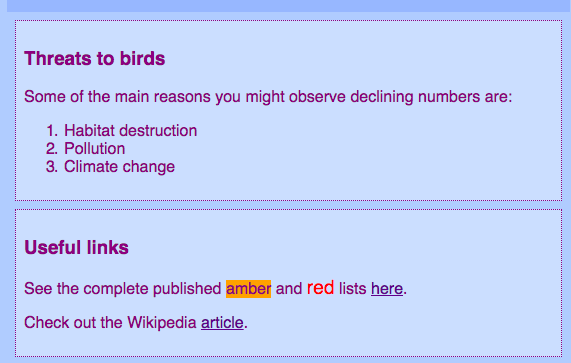 Threats to birds
Some of the main reasons you might observe declining numbers are:
1. Habitat destruction
2. Pollution
3. Climate change
Useful links
See the complete published amber and red lists here.
Check out the Wikipedia article.